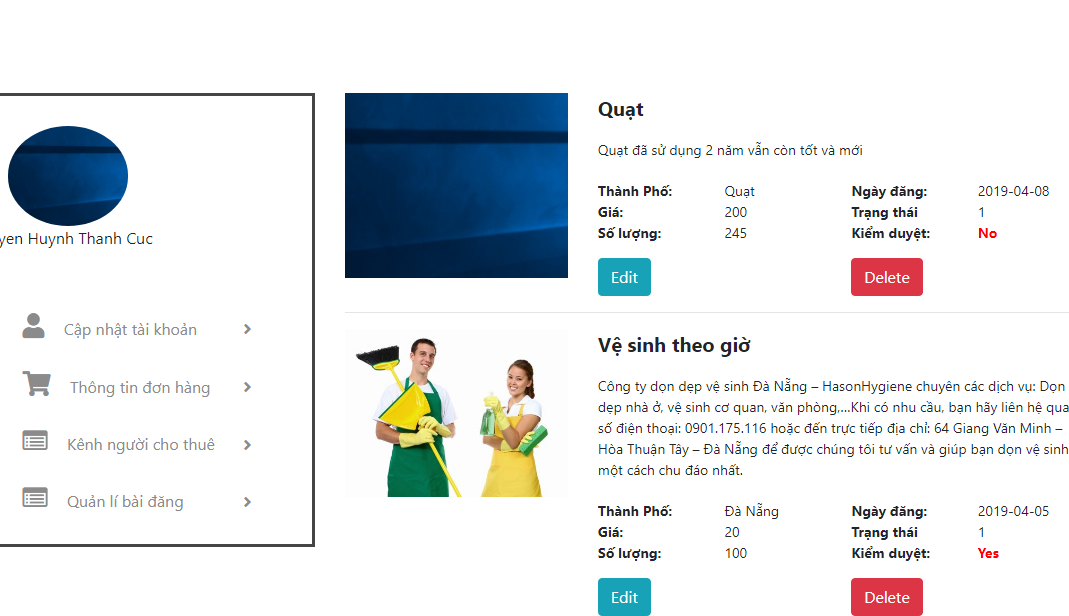 yen Huynh Thanh Cuc
Cập nhật tài khoản
Thông tin đơn hàng
Kênh người cho thuê
Quản lí bài đăng
Quạt
Quạt đã sử dụng 2 năm vẫn còn tốt và mới
Thành Phố: Quạt Ngày đăng: 2019-04-08
Giá: 200 Trạng thái 1
Số lượng: 245 Kiểm duyệt: No
Edit Delete
Vệ sinh theo giờ
Công ty dọn dẹp vệ sinh Đà Nẵng – HasonHygiene chuyên các dịch vụ: Dọn
dẹp nhà ở, vệ sinh cơ quan, văn phòng,...Khi có nhu cầu, bạn hãy liên hệ qua
số điện thoại: 0901.175.116 hoặc đến trực tiếp địa chỉ: 64 Giang Văn Minh –
Hòa Thuận Tây – Đà Nẵng để được chúng tôi tư vấn và giúp bạn dọn vệ sinh
một cách chu đáo nhất.
Thành Phố: Đà Nẵng Ngày đăng: 2019-04-05
Giá: 20 Trạng thái 1
Số lượng: 100 Kiểm duyệt: Yes
Edit Delete